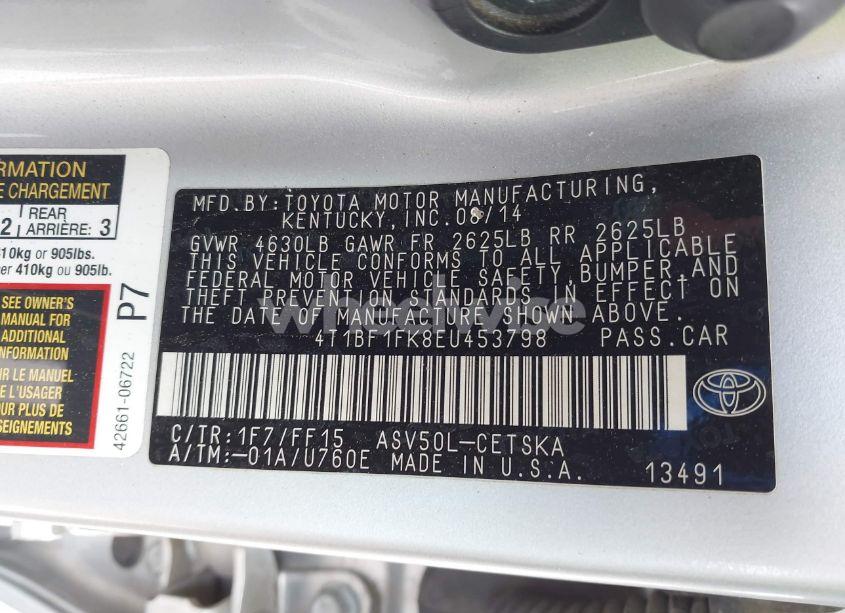 RMATION
E CHARGEMENT
2 REAR ARRIÈRE: 3
10kg or 905lbs.
er 410kg ou 905lb.
SEE OWNER'S
MANUAL FOR
ADDITIONAL
INFORMATION
IR LE MANUEL
E L'USAGER
OUR PLUS DE
SEIGNEMENTS
P7
42661-06722
MFD.BY:TOYOTA MOTOR MANUFACTURING,
KENTUCKY, INC. /14
GVWR 4630LB GAWR FR 2625LB RR 2625LB
THIS VEHICLE CONFORMS TO ALL APPLICABLE
FEDERAL MOTOR VEHICLE SAFETY, BUMPER, AND
THEFT PREVENTION STANDARDS IN EFFECT ON
THE DATE OF MANUFACTURE SHOWN ABOVE.
4T1BF1FK8EU453798 PASS.CAR
C/TR:1F7/FF15 ASV50L-CETSKA
A/TM:-01A/U760E MADE IN U.S.A.
13491
wheelwise